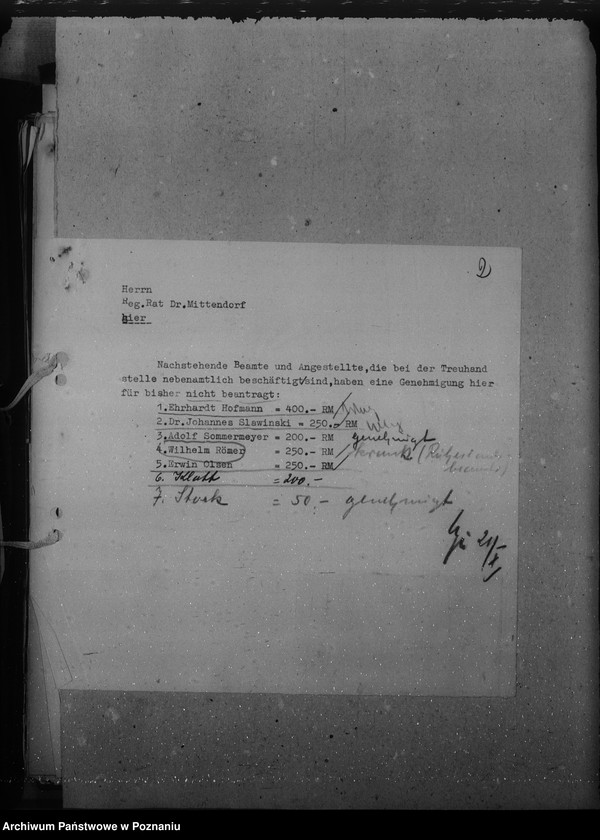 2
Herrn
Reg.Rat Dr.Mittendorf
hier
Nachstehende Beamte und Angestellte,die bei der Treuhand
stelle nebenamtlich beschäftigt/sind,haben eine Genehmigung hier
für bisher nicht beantragt:
1.Ehrhardt Hofmann = 400.- RM
2.Dr.Johannes Slawinski = 250.- RM
3.Adolf Sommermeyer = 200.- RM genehmigt
4.Wilhelm Römer = 250.- RM krank
5.Erwin Olsen = 250.- RM
6. Klatt = 200.-
7. Stork = 50.- genehmigt
21/X
Archiwum Państwowe w Poznaniu